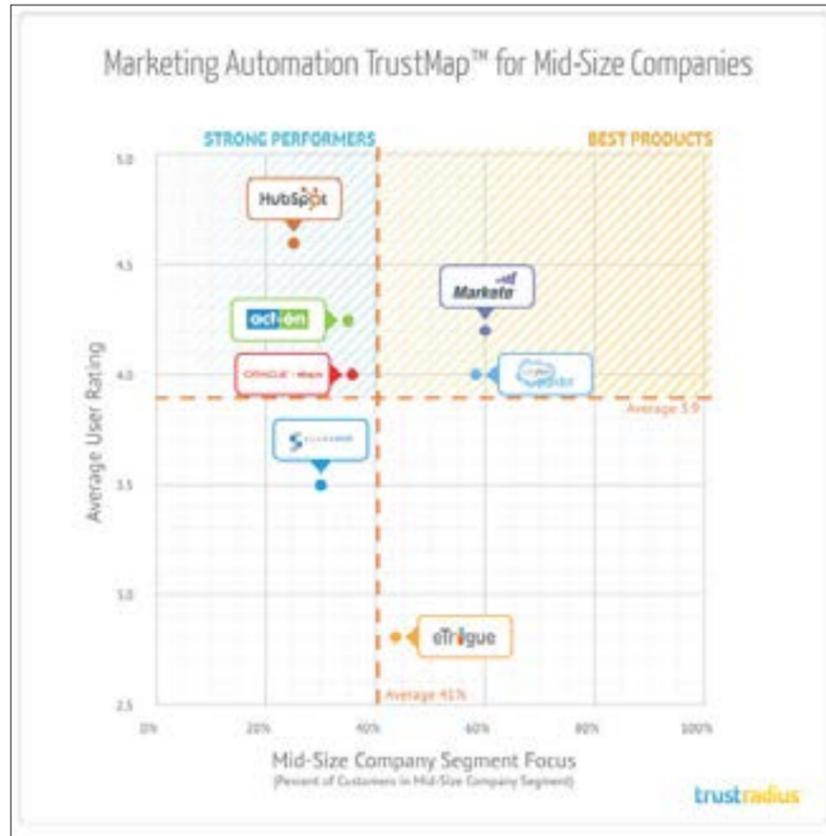 Marketing Automation TrustMap™ for Mid-Size Companies
STRONG PERFORMERS
BEST PRODUCTS
5.0
HubSpot
4.5
Marketo
act-on
4.0
ORACLE
Average 3.9
3.5
3.0
eTrigue
2.5
Average 41%
0%
20%
40%
60%
80%
100%
Average User Rating
Mid-Size Company Segment Focus
(Percent of Customers in Mid-Size Company Segment)
trustradius